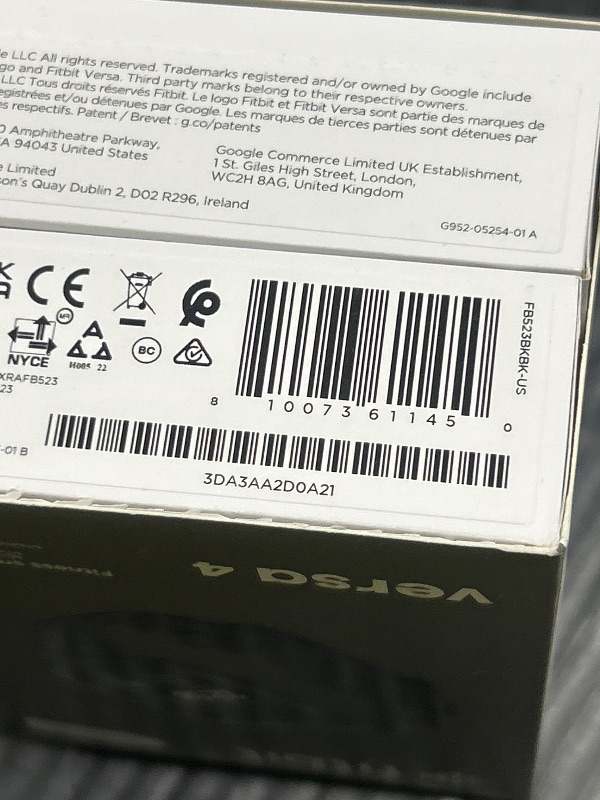 e LLC All rights reserved. Trademarks registered and/or owned by Google include
go and Fitbit Versa. Third party marks belong to their respective owners.
LLC Tous droits réservés Fitbit. Le logo Fitbit et Fitbit Versa sont partie des marques de
egistrées et/ou détenues par Google. Les marques de tierces parties sont détenues par
es respectifs. Patent / Brevet : g.co/patents
0 Amphitheatre Parkway,
A 94043 United States
Google Commerce Limited UK Establishment,
1 St. Giles High Street, London,
WC2H 8AG, United Kingdom
e Limited
son's Quay Dublin 2, D02 R296, Ireland
G952-05254-01 A
CE
NYCE
И005 22
BC
XRAFB523
23
8 10073 61145 0
FB523BKBK-US
-01 B
3DA3AA2D0A21
versa 4
Fitness